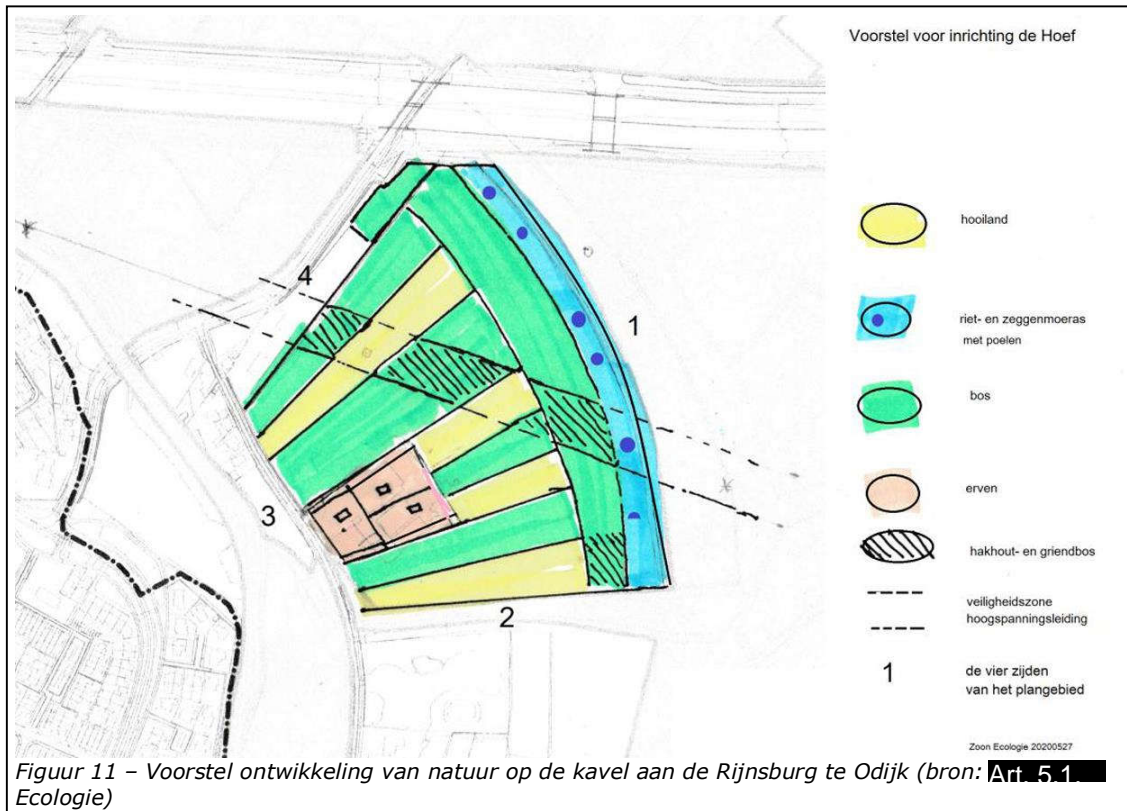 Voorstel voor inrichting de Hoef
hooiland
riet- en zeggenmoeras
met poelen
bos
erven
hakhout- en griendbos
veiligheidszone
hoogspanningsleiding
1
de vier zijden
van het plangebied
4
1
3
2
Zoon Ecologie 20200527
Figuur 11 – Voorstel ontwikkeling van natuur op de kavel aan de Rijnsburg te Odijk (bron: Art. 5.1.
Ecologie)